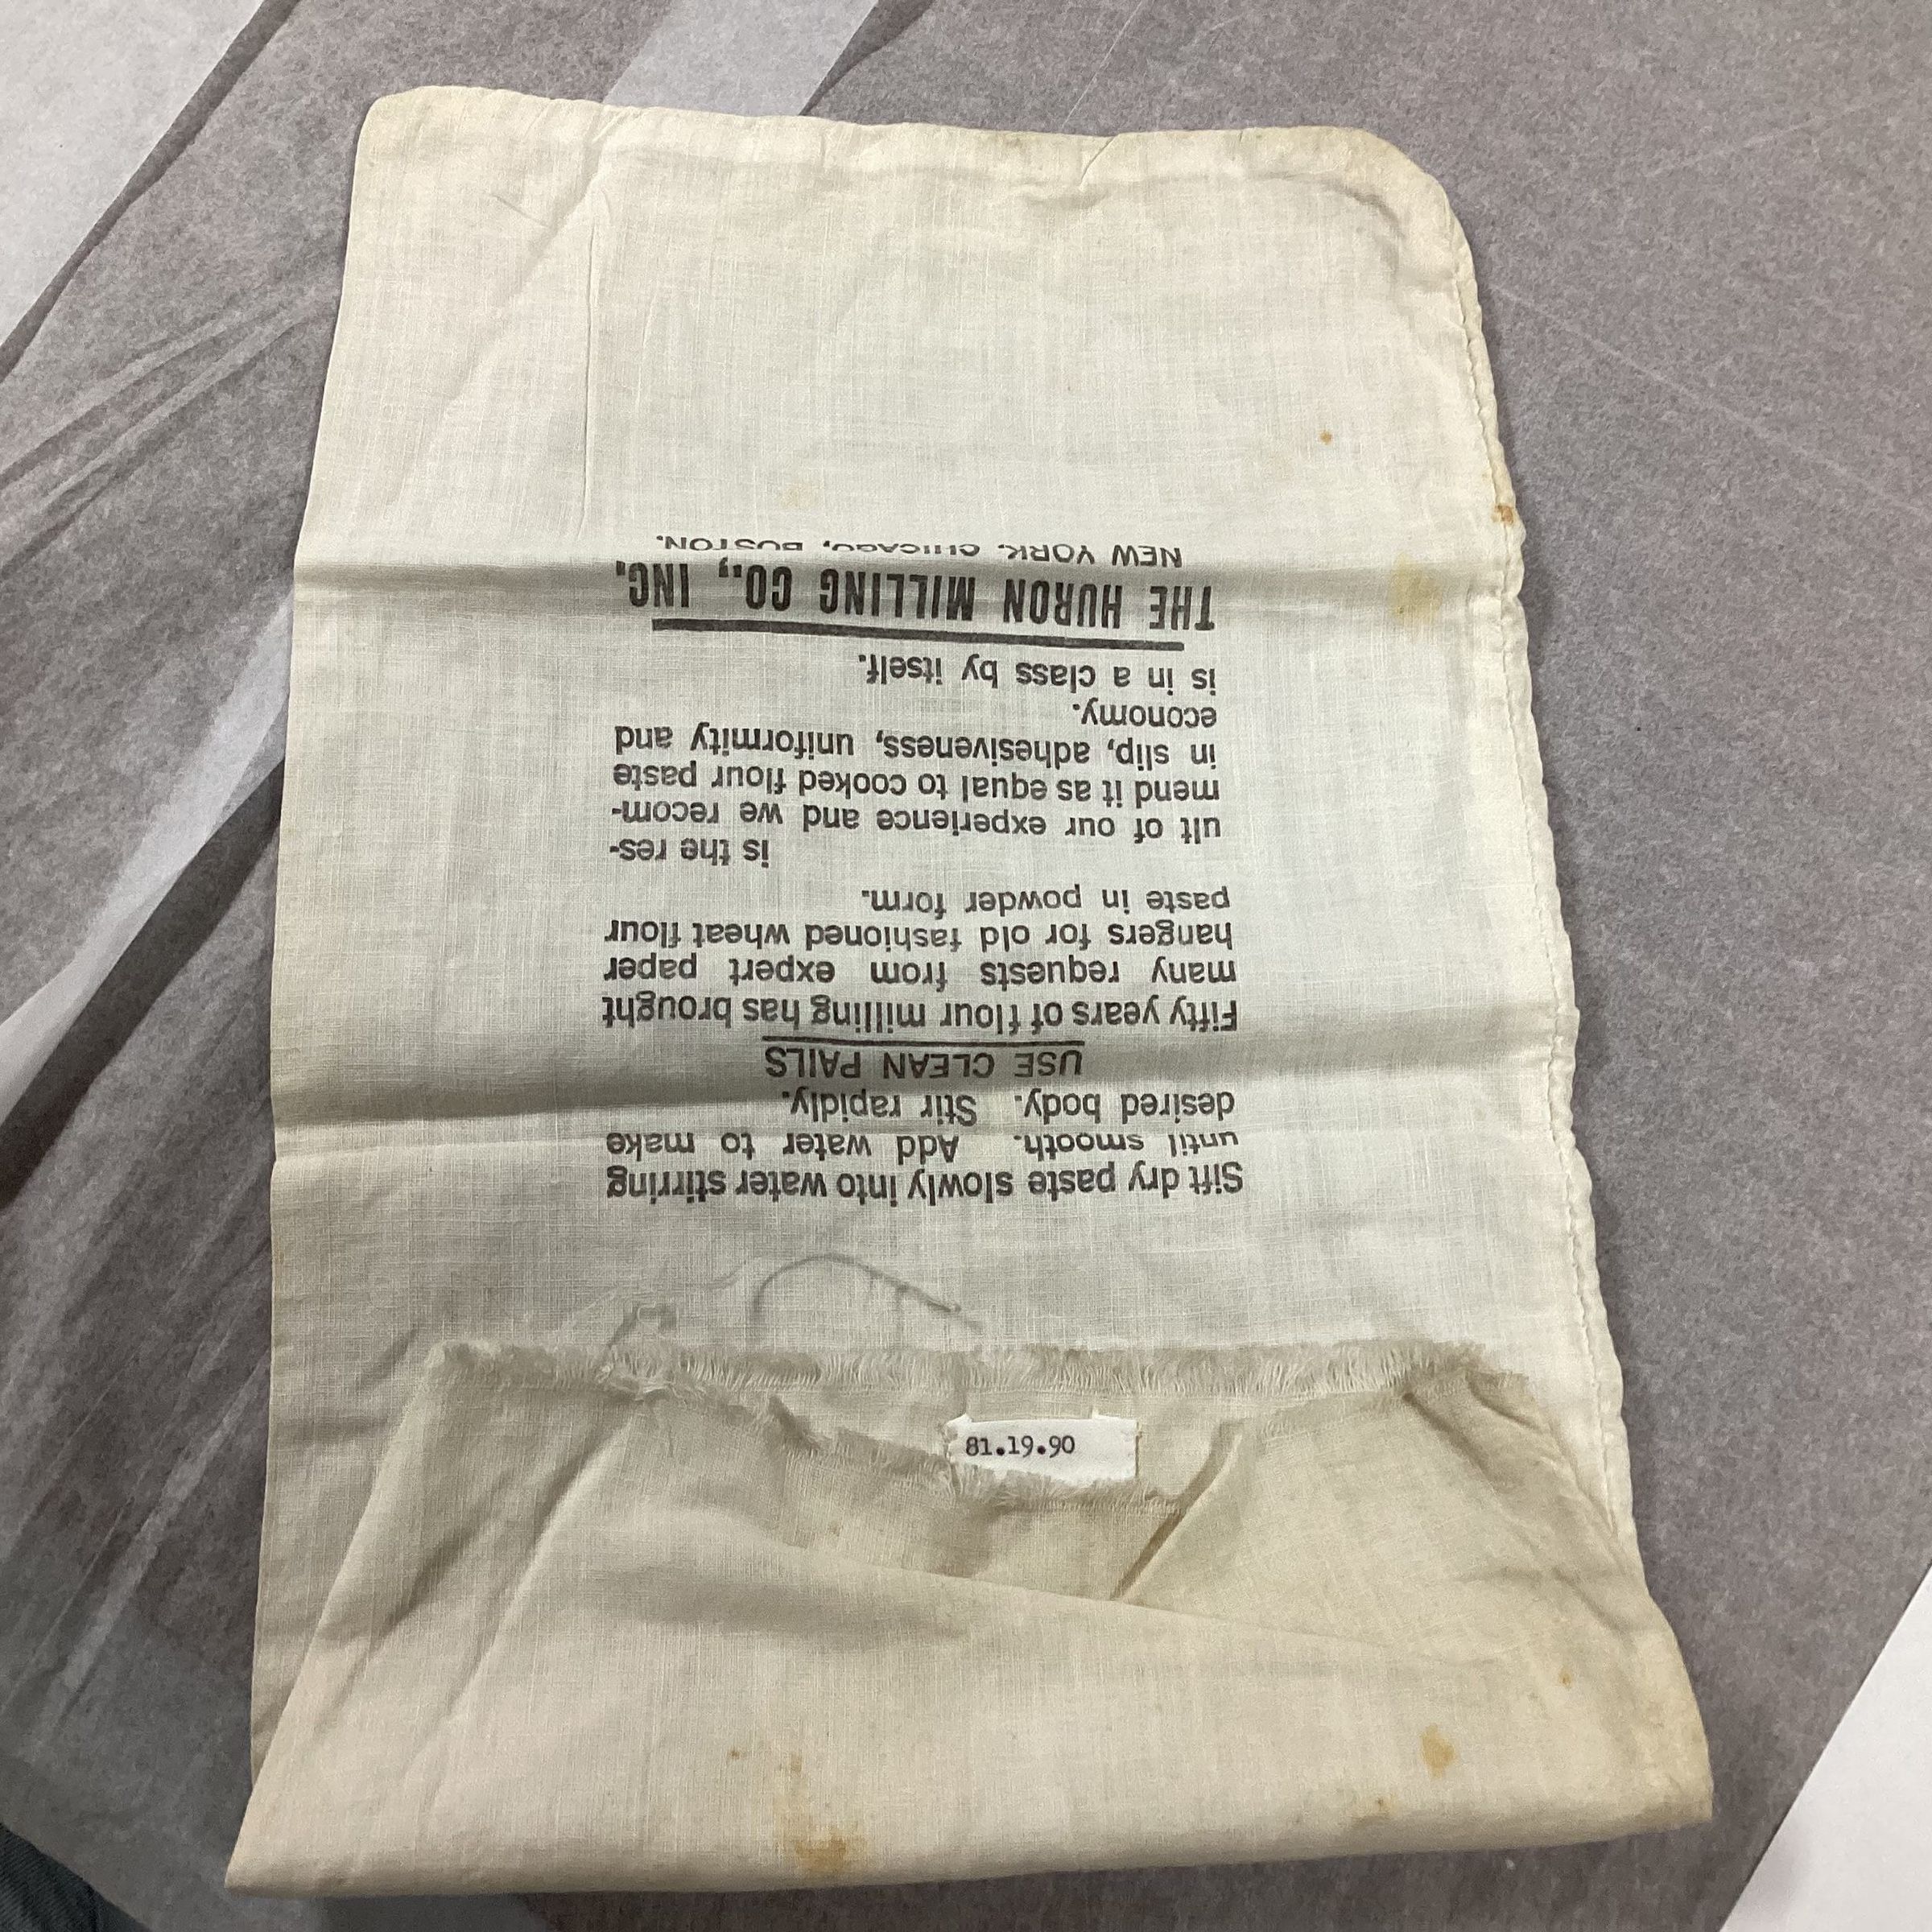 Sift dry paste slowly into water stirring
until smooth. Add water to make
desired body. Stir rapidly.
USE CLEAN PAILS
Fifty years of flour milling has brought
many requests from expert paper
hangers for old fashioned wheat flour
paste in powder form.
is the res-
ult of our experience and we recom-
mend it as equal to cooked flour paste
in slip, adhesiveness, uniformity and
economy.
is in a class by itself.
THE HURON MILLING CO., INC.
NEW YORK, CHICAGO, BOSTON.
81.19.90